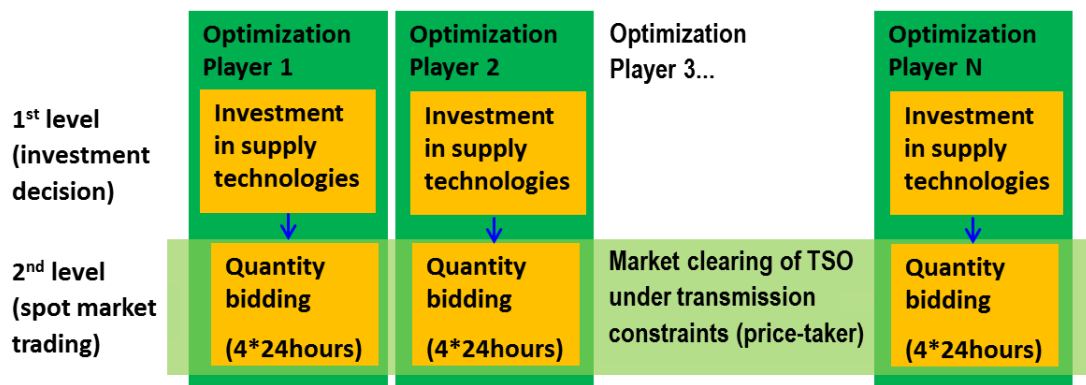 Optimization
Player 1
Optimization
Player 2
Optimization
Player 3...
Optimization
Player N
1st level
(investment
decision)
Investment
in supply
technologies
Investment
in supply
technologies
Investment
in supply
technologies
2nd level
(spot market
trading)
Quantity
bidding
(4*24hours)
Quantity
bidding
(4*24hours)
Market clearing of TSO
under transmission
constraints (price-taker)
Quantity
bidding
(4*24hours)